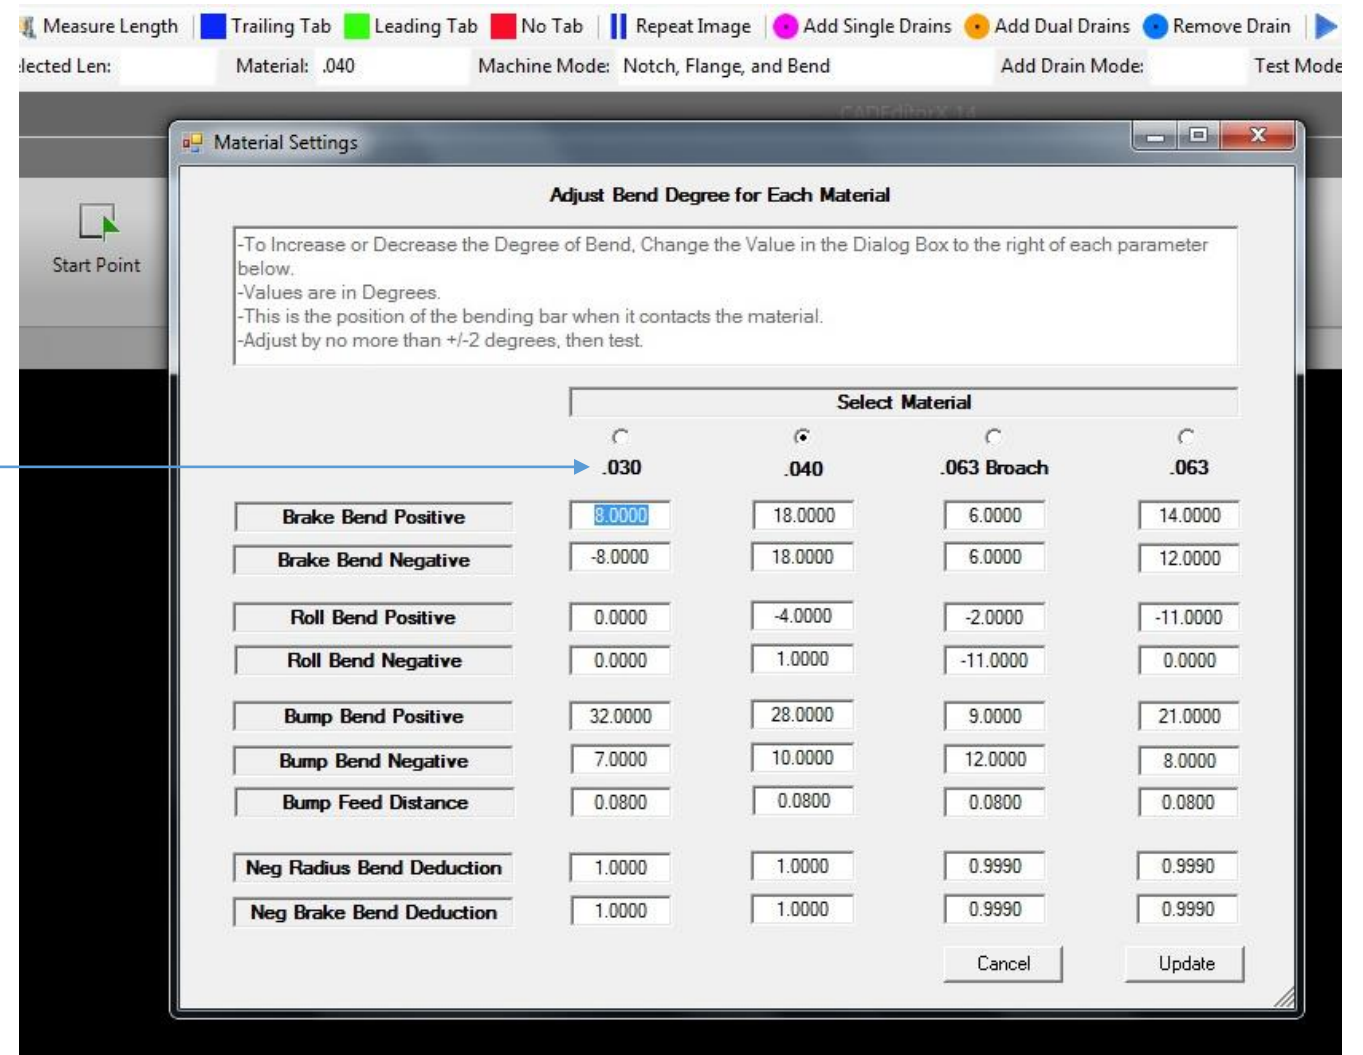 Measure Length Trailing Tab Leading Tab No Tab Repeat Image Add Single Drains Add Dual Drains Remove Drain
lected Len: Material: .040 Machine Mode: Notch, Flange, and Bend Add Drain Mode: Test Mode
CADEditorX 14
Material Settings
Start Point
Adjust Bend Degree for Each Material
-To Increase or Decrease the Degree of Bend, Change the Value in the Dialog Box to the right of each parameter
below.
-Values are in Degrees.
-This is the position of the bending bar when it contacts the material.
-Adjust by no more than +/-2 degrees, then test.
Select Material
.030 .040 .063 Broach .063
Brake Bend Positive 8.0000 18.0000 6.0000 14.0000
Brake Bend Negative -8.0000 18.0000 6.0000 12.0000
Roll Bend Positive 0.0000 -4.0000 -2.0000 -11.0000
Roll Bend Negative 0.0000 1.0000 -11.0000 0.0000
Bump Bend Positive 32.0000 28.0000 9.0000 21.0000
Bump Bend Negative 7.0000 10.0000 12.0000 8.0000
Bump Feed Distance 0.0800 0.0800 0.0800 0.0800
Neg Radius Bend Deduction 1.0000 1.0000 0.9990 0.9990
Neg Brake Bend Deduction 1.0000 1.0000 0.9990 0.9990
Cancel Update